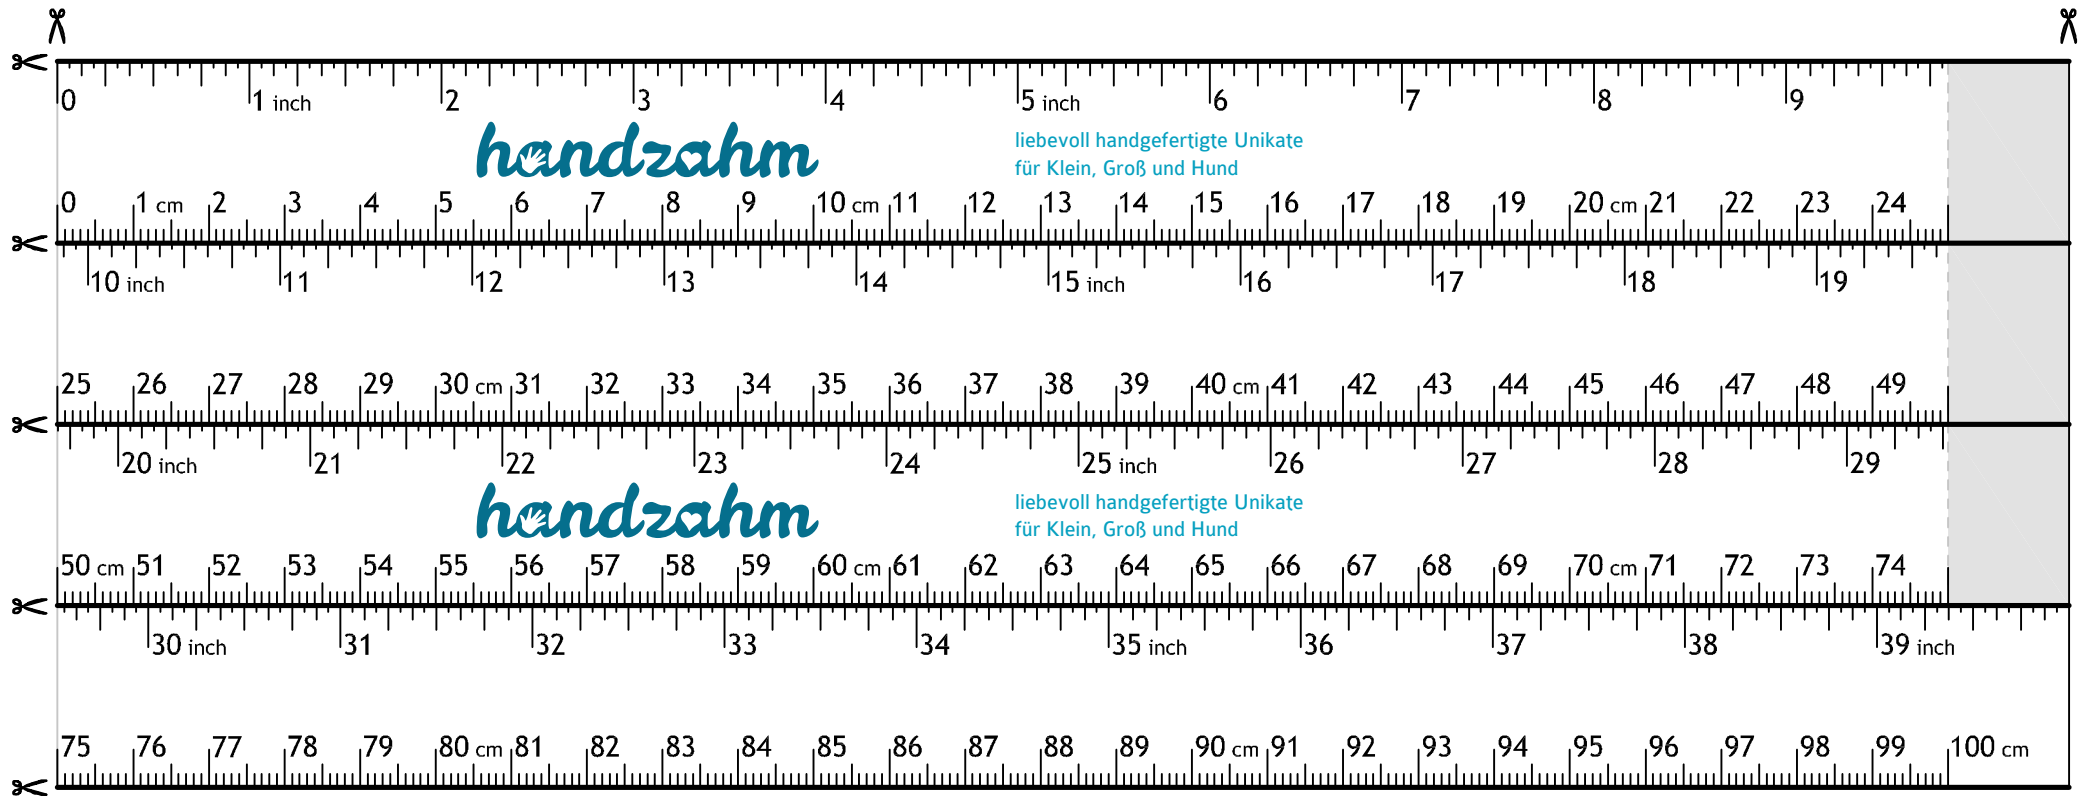 0 1 inch 2 3 4 5 inch 6 7 8 9
handzahm
liebevoll handgefertigte Unikate
für Klein, Groß und Hund
0 1 cm 2 3 4 5 6 7 8 9 10 cm 11 12 13 14 15 16 17 18 19 20 cm 21 22 23 24
10 inch 11 12 13 14 15 inch 16 17 18 19
25 26 27 28 29 30 cm 31 32 33 34 35 36 37 38 39 40 cm 41 42 43 44 45 46 47 48 49
20 inch 21 22 23 24 25 inch 26 27 28 29
handzahm
liebevoll handgefertigte Unikate
für Klein, Groß und Hund
50 cm 51 52 53 54 55 56 57 58 59 60 cm 61 62 63 64 65 66 67 68 69 70 cm 71 72 73 74
30 inch 31 32 33 34 35 inch 36 37 38 39 inch
75 76 77 78 79 80 cm 81 82 83 84 85 86 87 88 89 90 cm 91 92 93 94 95 96 97 98 99 100 cm